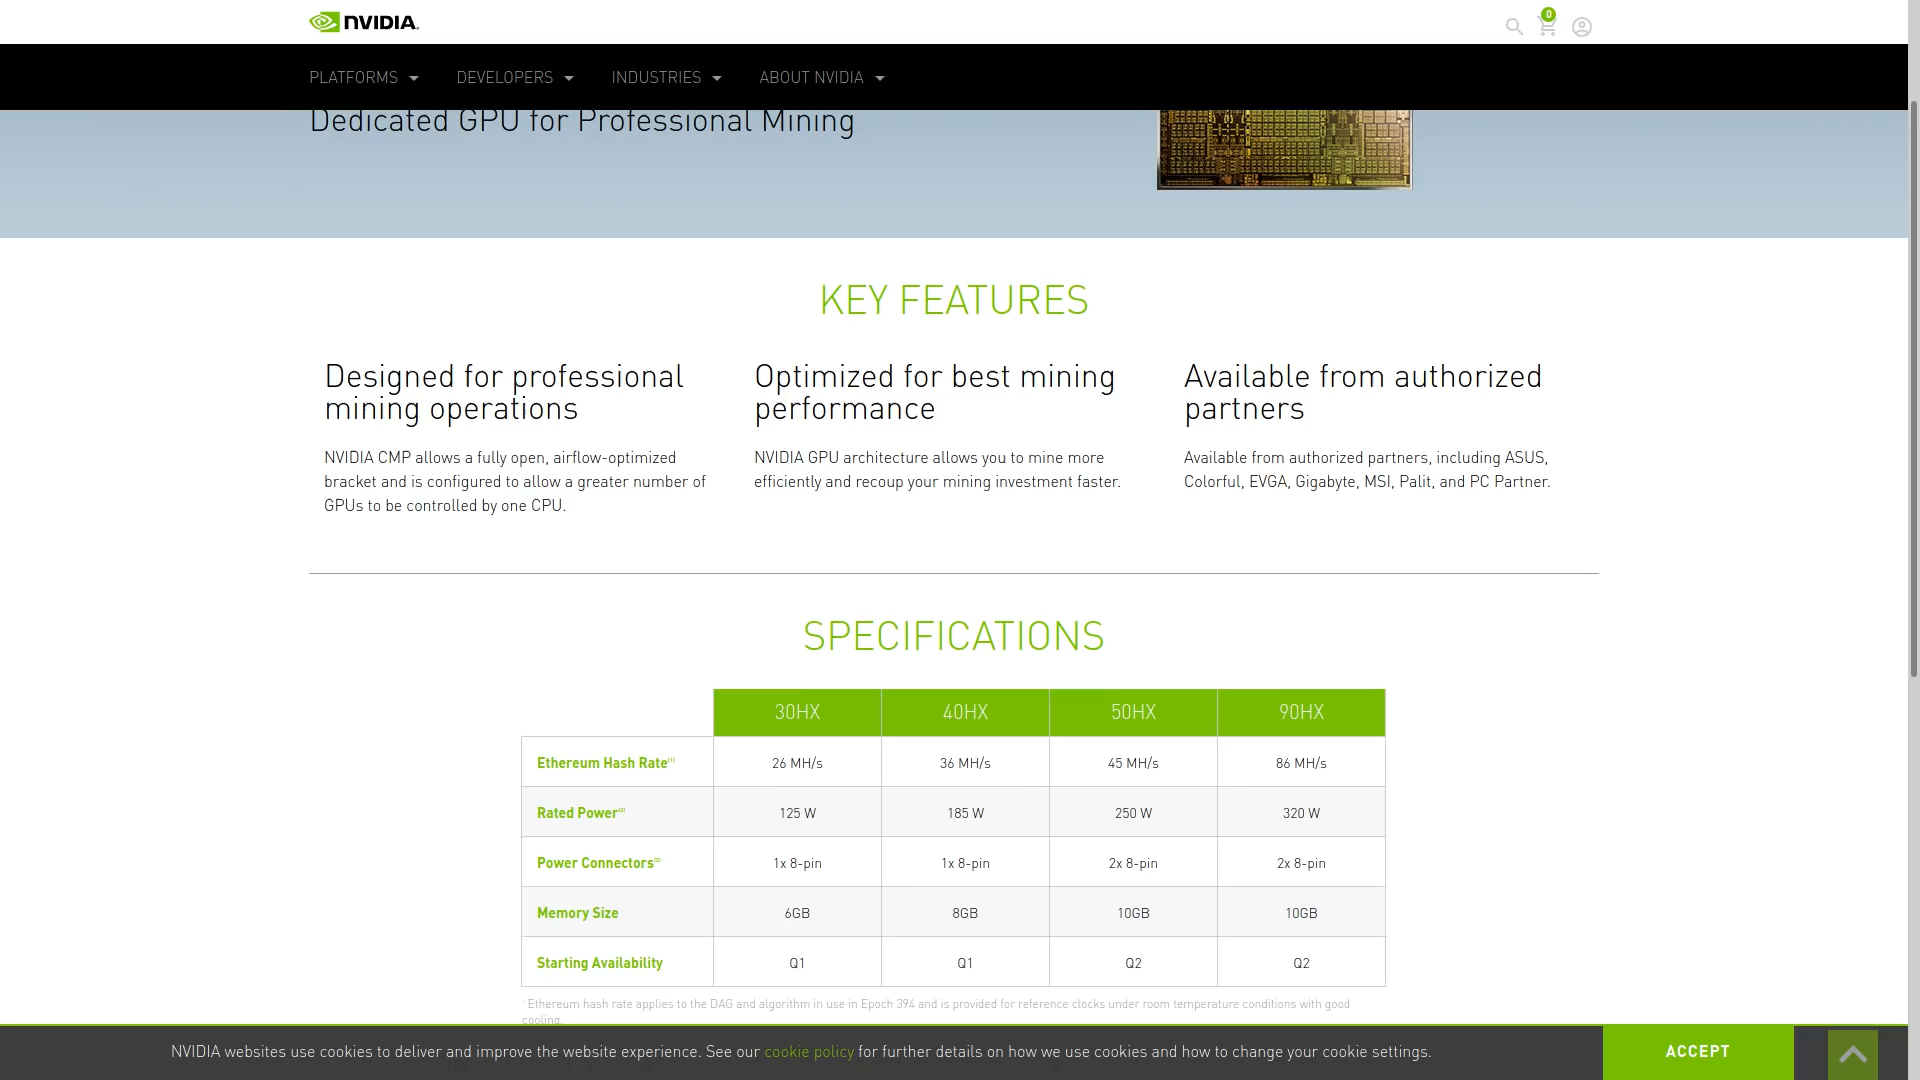 NVIDIA.
0
PLATFORMS DEVELOPERS INDUSTRIES ABOUT NVIDIA
Dedicated GPU for Professional Mining
KEY FEATURES
Designed for professional
mining operations
NVIDIA CMP allows a fully open, airflow-optimized
bracket and is configured to allow a greater number of
GPUs to be controlled by one CPU.
Optimized for best mining
performance
NVIDIA GPU architecture allows you to mine more
efficiently and recoup your mining investment faster.
Available from authorized
partners
Available from authorized partners, including ASUS,
Colorful, EVGA, Gigabyte, MSI, Palit, and PC Partner.
SPECIFICATIONS
30HX 40HX 50HX 90HX
Ethereum Hash Rate(1) 26 MH/s 36 MH/s 45 MH/s 86 MH/s
Rated Power(2) 125 W 185 W 250 W 320 W
Power Connectors(2) 1x 8-pin 1x 8-pin 2x 8-pin 2x 8-pin
Memory Size 6GB 8GB 10GB 10GB
Starting Availability Q1 Q1 Q2 Q2
Ethereum hash rate applies to the DAG and algorithm in use in Epoch 394 and is provided for reference clocks under room temperature conditions with good
cooling.
NVIDIA websites use cookies to deliver and improve the website experience. See our cookie policy for further details on how we use cookies and how to change your cookie settings.
ACCEPT